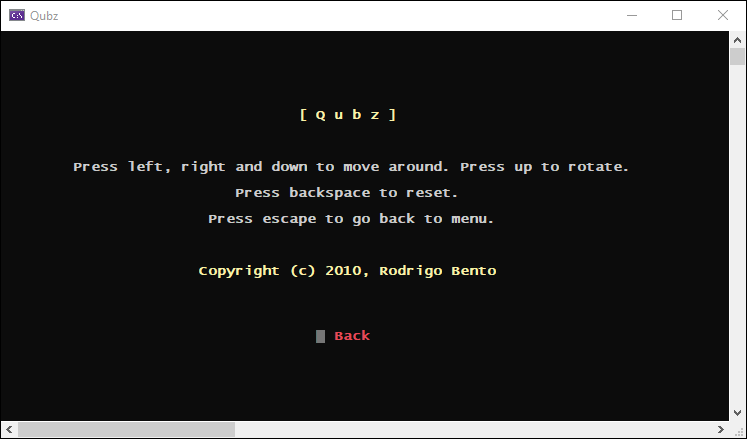 Qubz
[ Q u b z ]
Press left, right and down to move around. Press up to rotate.
Press backspace to reset.
Press escape to go back to menu.
Copyright (c) 2010, Rodrigo Bento
Back